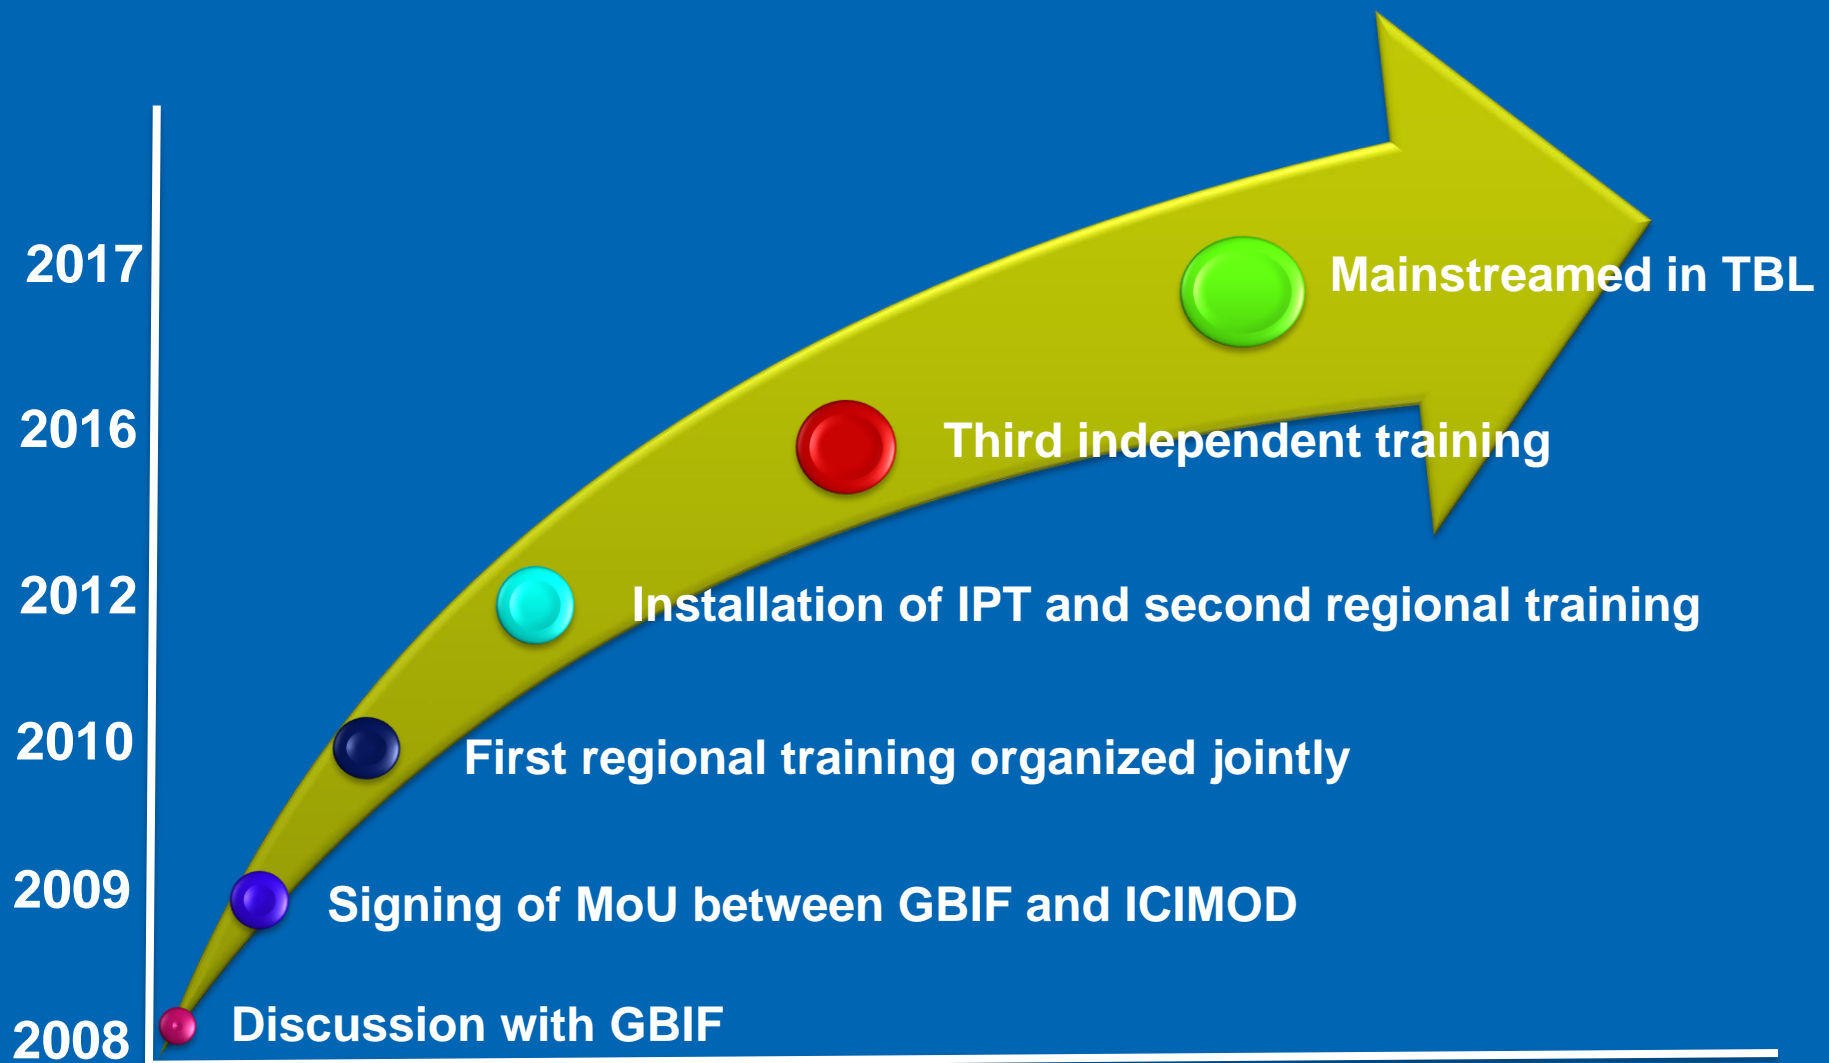 2017
Mainstreamed in TBL
2016
Third independent training
2012
Installation of IPT and second regional training
2010
First regional training organized jointly
2009
Signing of MoU between GBIF and ICIMOD
2008
Discussion with GBIF